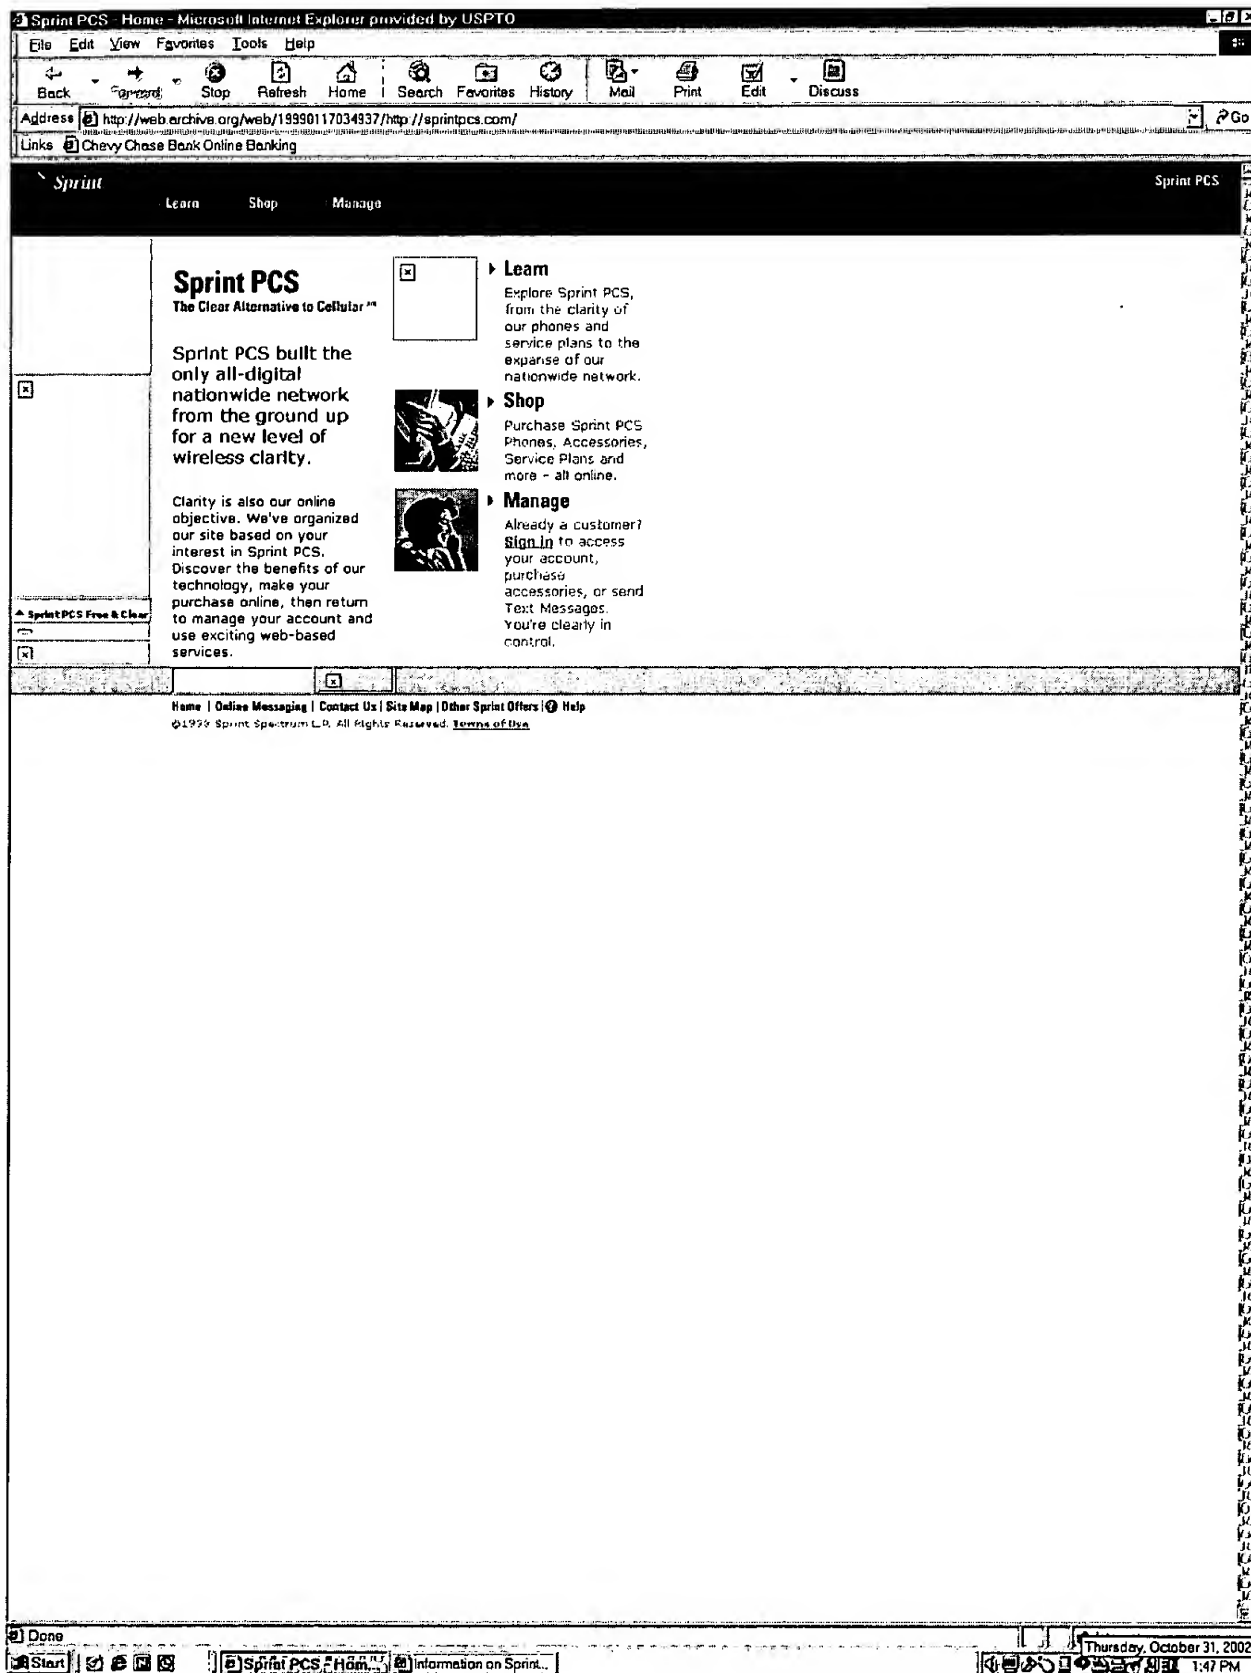 Sprint PCS - Home - Microsoft Internet Explorer provided by USPTO
File Edit View Favorites Tools Help
Back Forward Stop Refresh Home Search Favorites History Mail Print Edit Discuss
Address http://web.archive.org/web/19990117034937/http://sprintpcs.com/ Go
Links Chevy Chase Bank Online Banking
Sprint Sprint PCS
Learn Shop Manage
Sprint PCS
The Clear Alternative to Cellular℠
Sprint PCS built the
only all-digital
nationwide network
from the ground up
for a new level of
wireless clarity.
Clarity is also our online
objective. We've organized
our site based on your
interest in Sprint PCS.
Discover the benefits of our
technology, make your
purchase online, then return
to manage your account and
use exciting web-based
services.
Learn
Explore Sprint PCS,
from the clarity of
our phones and
service plans to the
expanse of our
nationwide network.
Shop
Purchase Sprint PCS
Phones, Accessories,
Service Plans and
more - all online.
Manage
Already a customer?
Sign in to access
your account,
purchase
accessories, or send
Text Messages.
You're clearly in
control.
Sprint PCS Free & Clear
Home | Online Messaging | Contact Us | Site Map | Other Sprint Offers | Help
©1999 Sprint Spectrum L.P. All Rights Reserved. Terms of Use
Done
Thursday, October 31, 2002
Start Sprint PCS - Hom... Information on Sprint... 1:47 PM